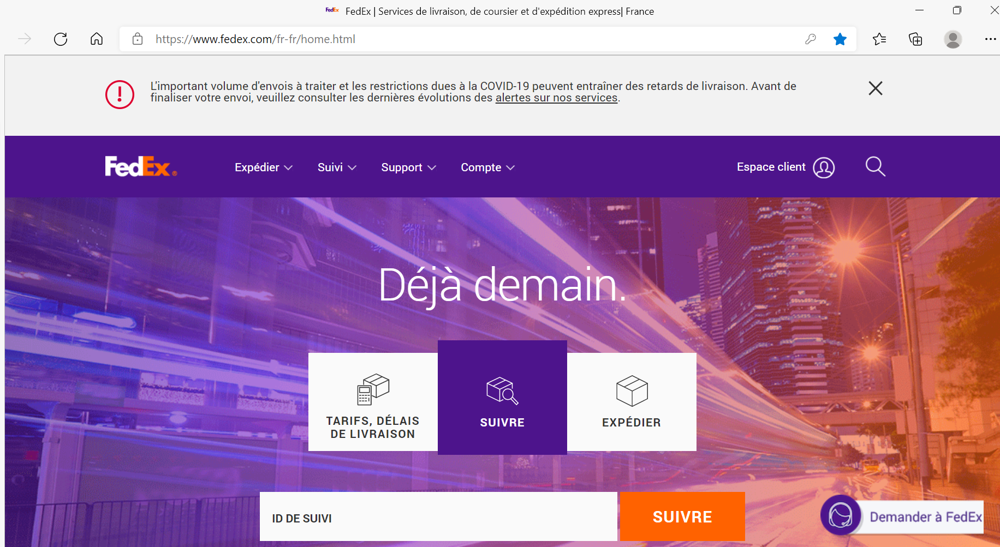 FedEx FedEx | Services de livraison, de coursier et d'expédition express| France
https://www.fedex.com/fr-fr/home.html
L'important volume d'envois à traiter et les restrictions dues à la COVID-19 peuvent entraîner des retards de livraison. Avant de
finaliser votre envoi, veuillez consulter les dernières évolutions des alertes sur nos services.
FedEx® Expédier Suivi Support Compte Espace client
Déjà demain.
TARIFS, DÉLAIS
DE LIVRAISON
SUIVRE
EXPÉDIER
ID DE SUIVI
SUIVRE
Demander à FedEx